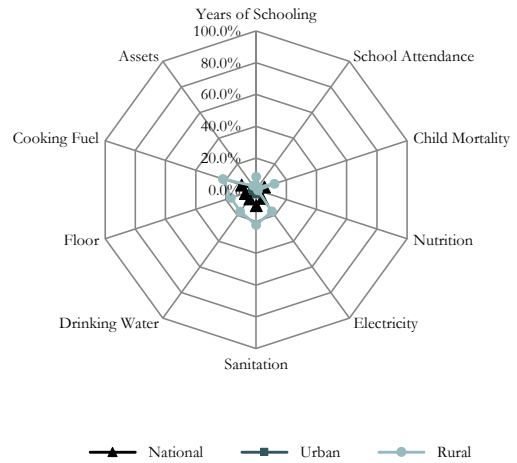 Years of Schooling
100.0%
Assets
School Attendance
80.0%
60.0%
40.0%
Cooking Fuel
Child Mortality
20.0%
0.0%
Floor
Nutrition
Drinking Water
Electricity
Sanitation
National Urban Rural